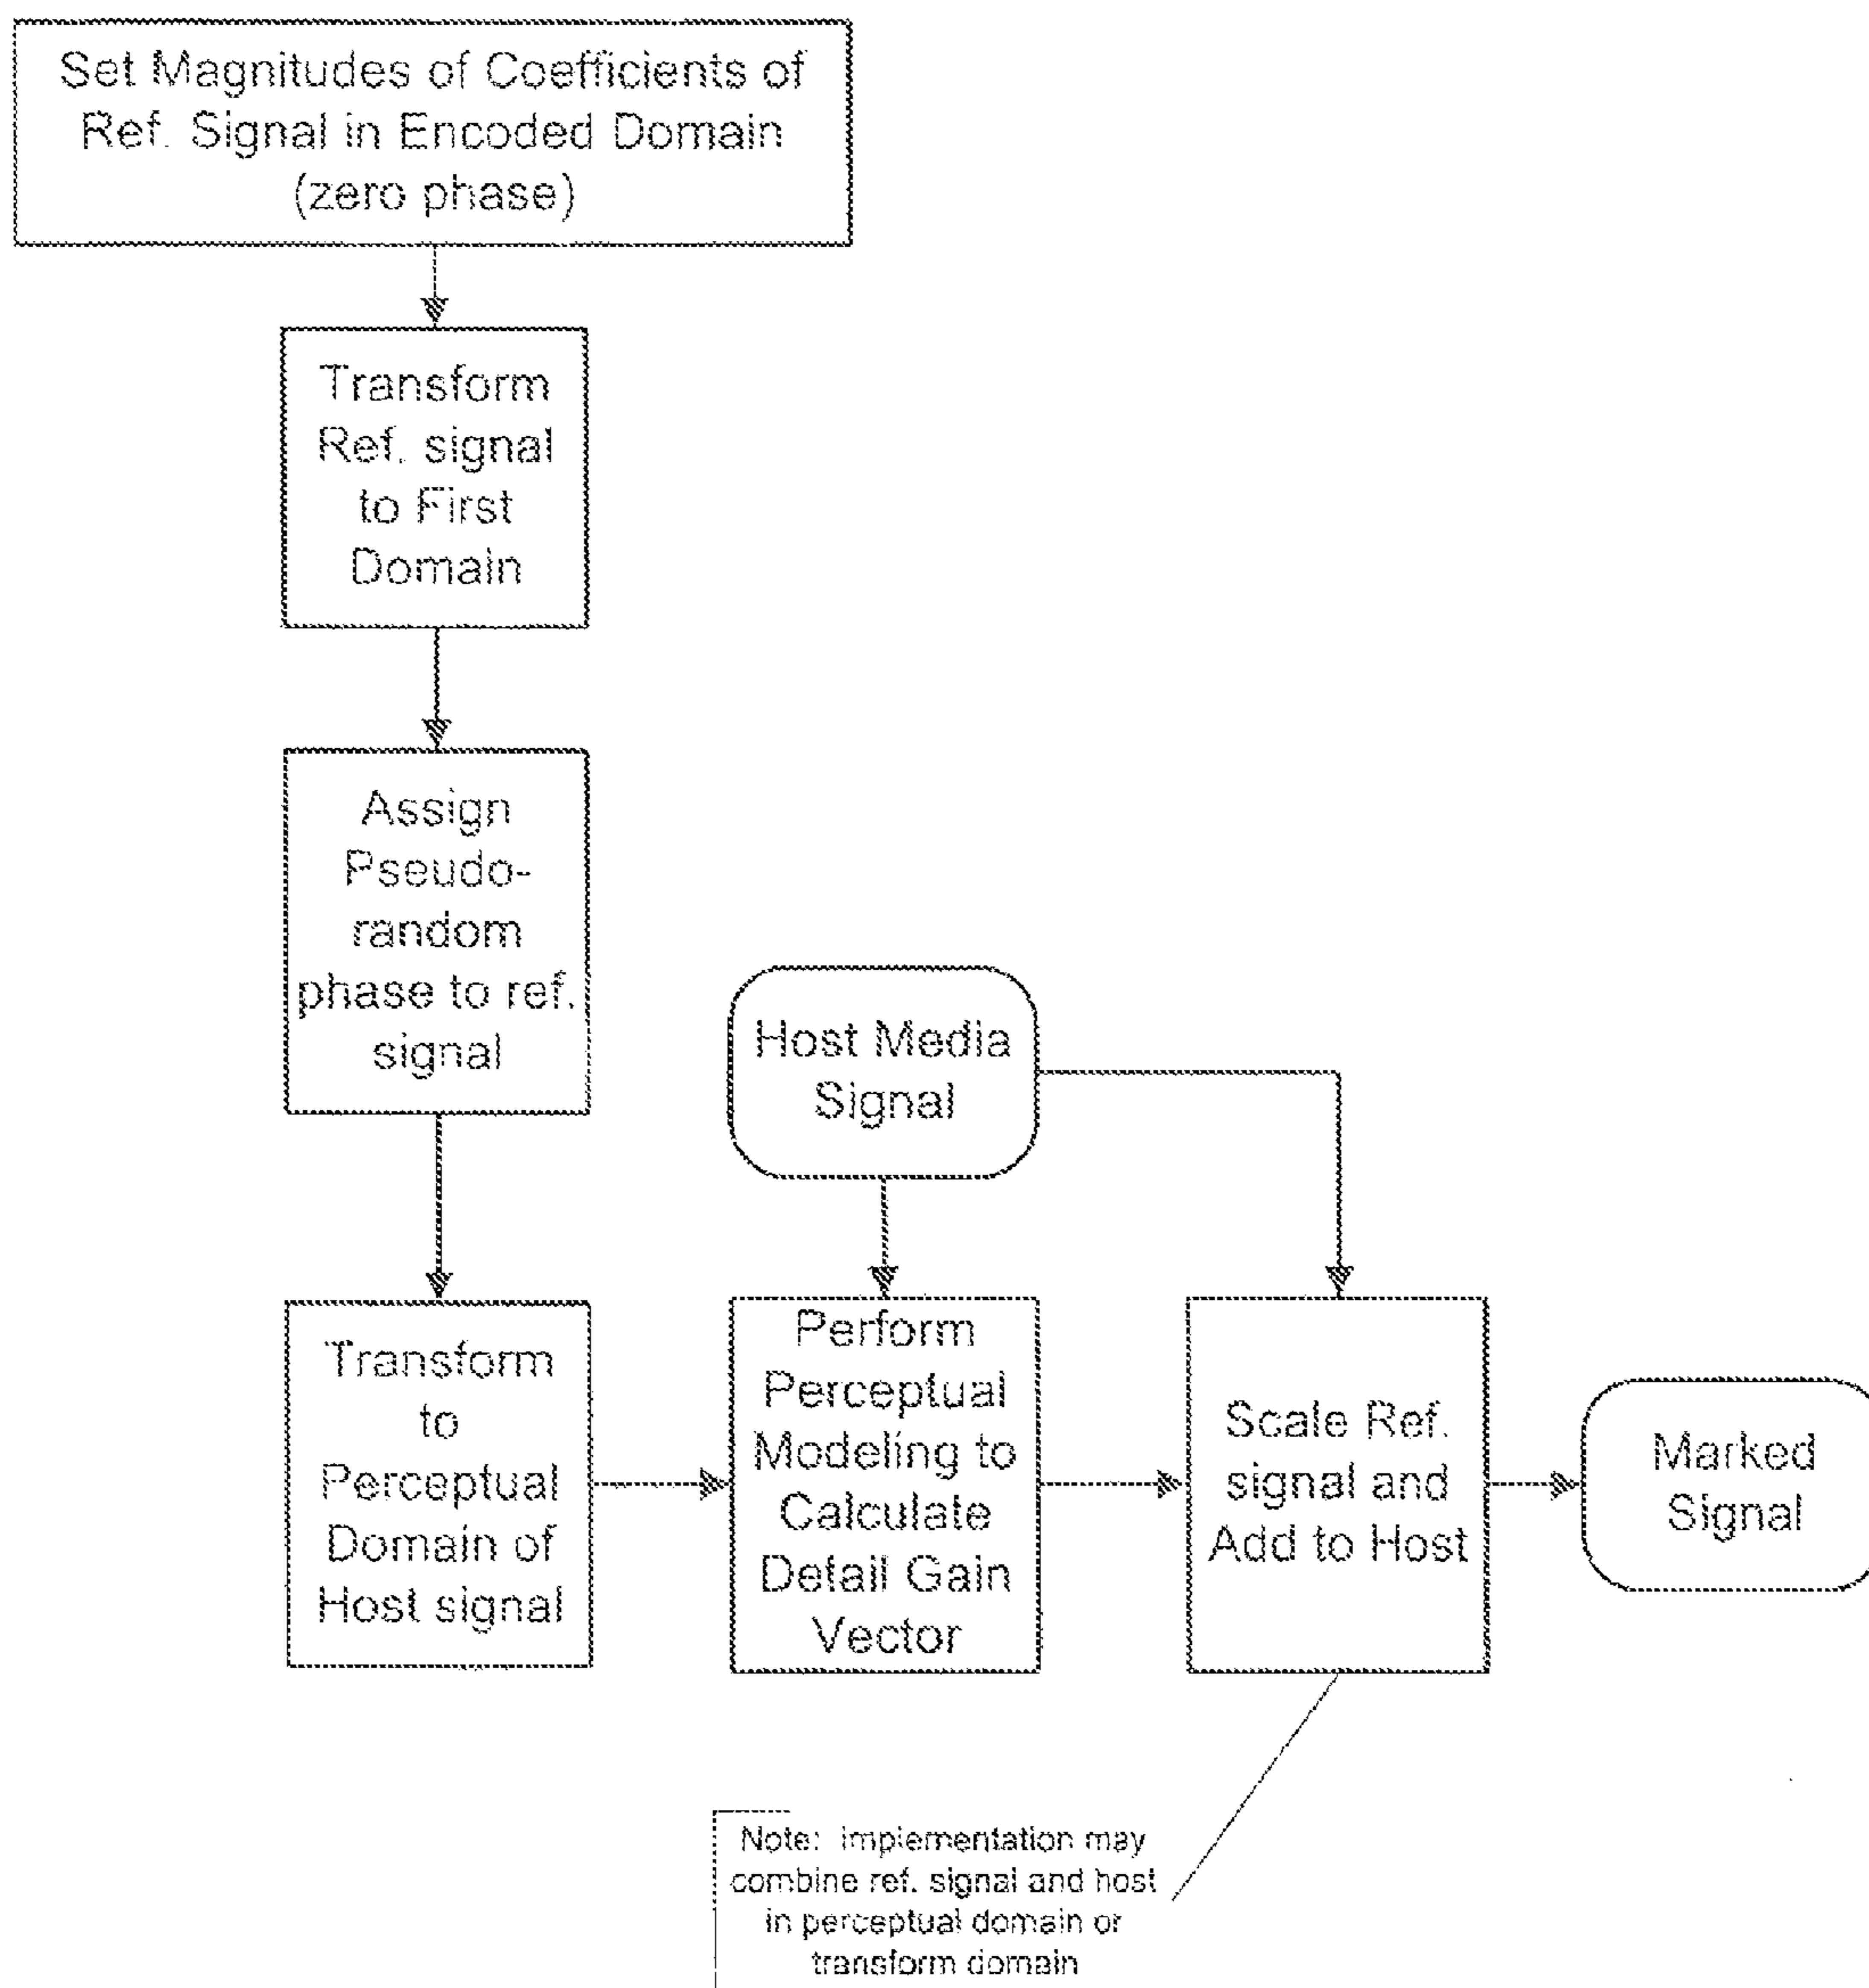 Set Magnitudes of Coefficients of
Ref. Signal in Encoded Domain
(zero phase)
Transform
Ref. signal
to First
Domain
Assign
Pseudo-
random
phase to ref.
signal
Host Media
Signal
Transform
to
Perceptual
Domain of
Host signal
Perform
Perceptual
Modeling to
Calculate
Detail Gain
Vector
Scale Ref.
signal and
Add to Host
Marked
Signal
Note: implementation may
combine ref. signal and host
in perceptual domain or
transform domain